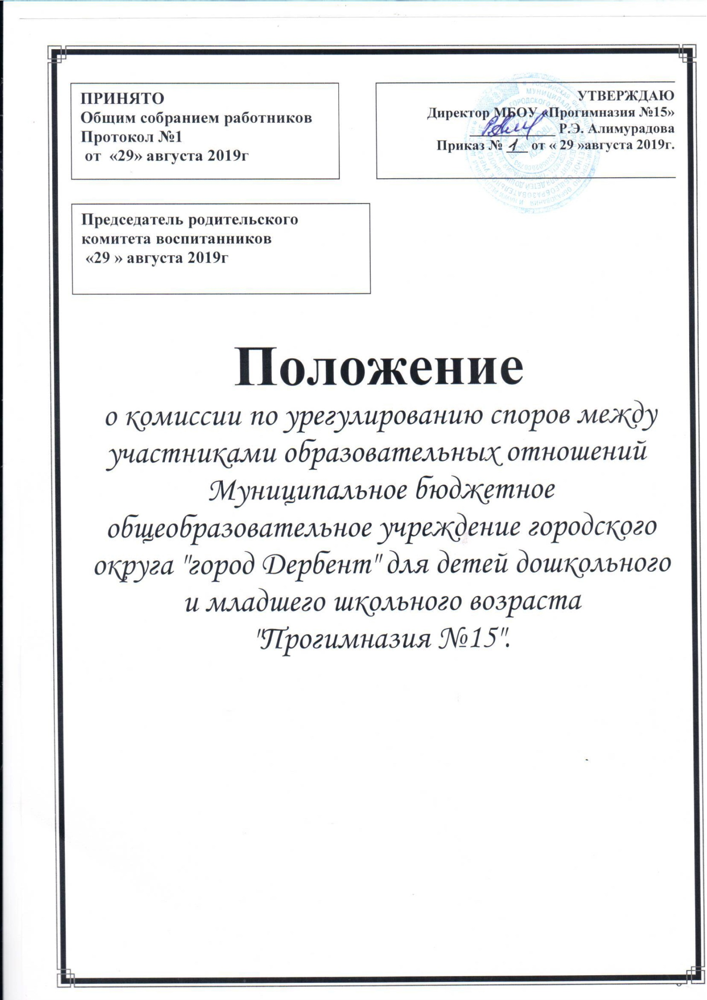 ПРИНЯТО
Общим собранием работников
Протокол №1
от «29» августа 2019г
УТВЕРЖДАЮ
Директор МБОУ «Прогимназия №15»
Р.Э. Алимурадова
Приказ № 1 от « 29 »августа 2019г.
Председатель родительского
комитета воспитанников
«29 » августа 2019г
Положение
о комиссии по урегулированию споров между
участниками образовательных отношений
Муниципальное бюджетное
общеобразовательное учреждение городского
округа "город Дербент" для детей дошкольного
и младшего школьного возраста
"Прогимназия №15".